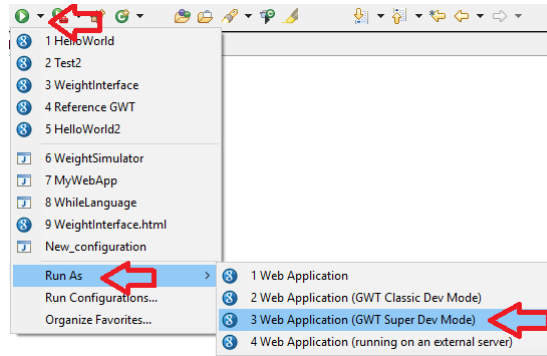 1 HelloWorld
2 Test2
3 WeightInterface
4 Reference GWT
5 HelloWorld2
6 WeightSimulator
7 MyWebApp
8 WhileLanguage
9 WeightInterface.html
New_configuration
Run As
Run Configurations...
Organize Favorites...
1 Web Application
2 Web Application (GWT Classic Dev Mode)
3 Web Application (GWT Super Dev Mode)
4 Web Application (running on an external server)